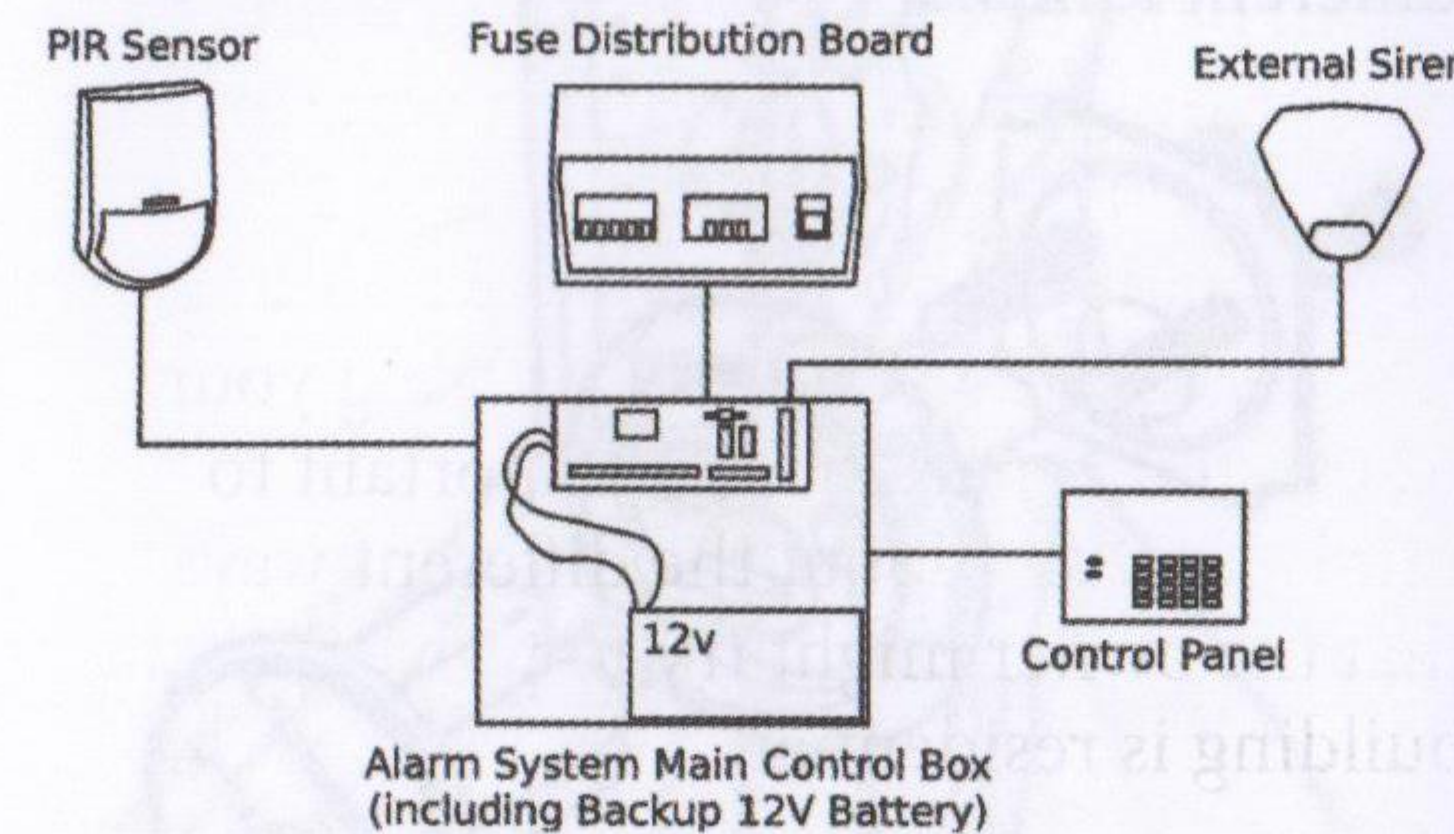 PIR Sensor
Fuse Distribution Board
External Siren
12v
Control Panel
Alarm System Main Control Box
(including Backup 12V Battery)